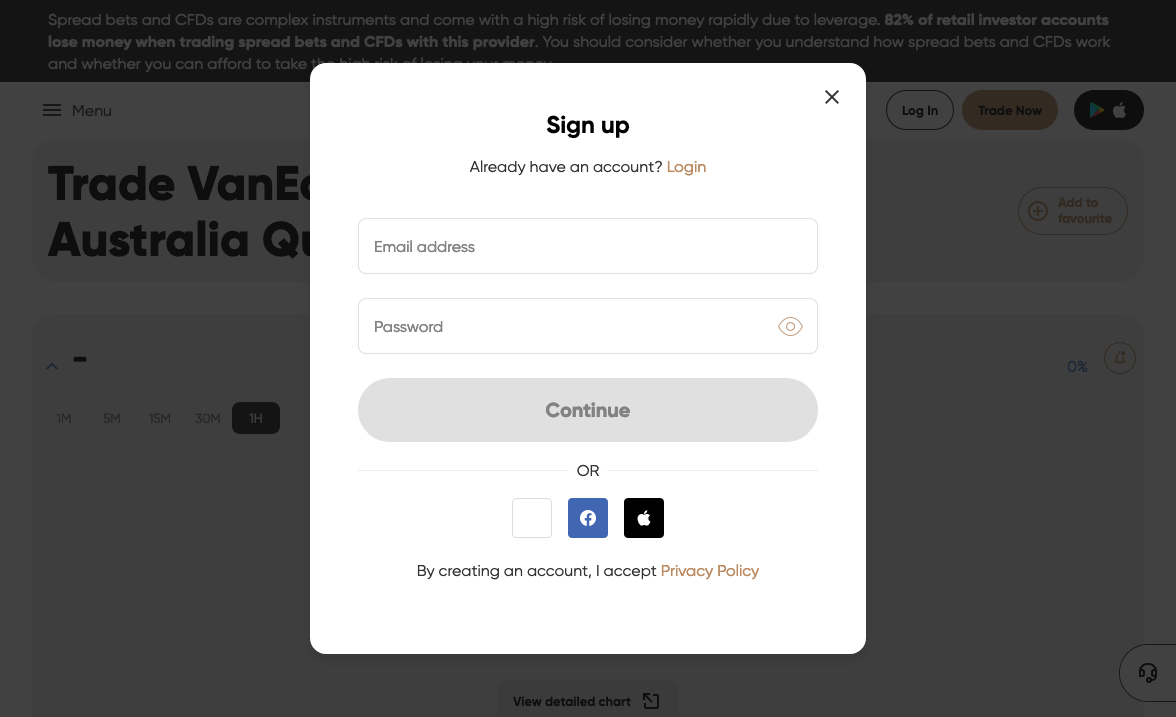 Spread bets and CFDs are complex instruments and come with a high risk of losing money rapidly due to leverage. 82% of retail investor accounts
lose money when trading spread bets and CFDs with this provider. You should consider whether you understand how spread bets and CFDs work
and whether you can afford to take the high risk of losing your money.
Menu
Log In
Trade Now
Trade
Australia
Add to
favourite
Sign up
Already have an account? Login
Email address
Password
Continue
OR
By creating an account, I accept Privacy Policy
-
0%
1M
5M
15M
30M
1H
View detailed chart